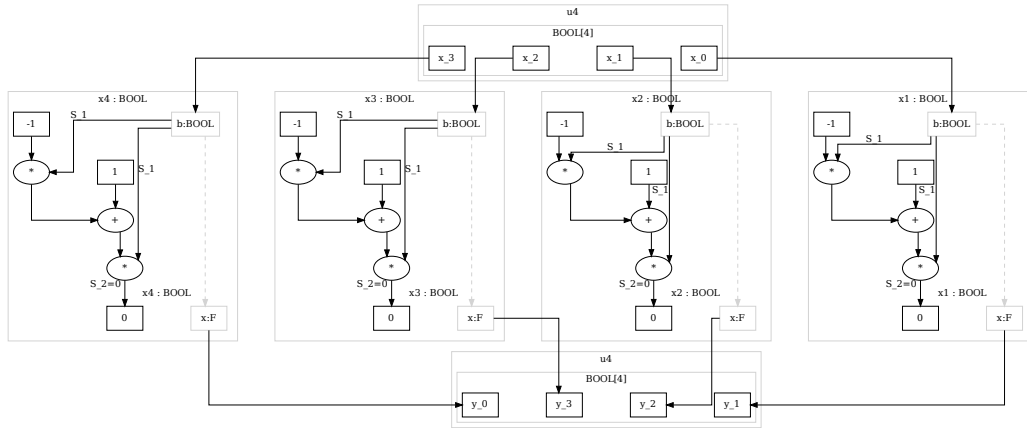 u4
BOOL[4]
x_3 x_2 x_1 x_0
x4 : BOOL x3 : BOOL x2 : BOOL x1 : BOOL
-1 S_1 b:BOOL -1 S_1 b:BOOL -1 b:BOOL -1 b:BOOL
S_1 S_1
* 1 S_1 * 1 S_1 * 1 * 1
S_1 S_1
+ + + +
* * * *
S_2=0 S_2=0 S_2=0 S_2=0
x4 : BOOL x3 : BOOL x2 : BOOL x1 : BOOL
0 x:F 0 x:F 0 x:F 0 x:F
u4
BOOL[4]
y_0 y_3 y_2 y_1